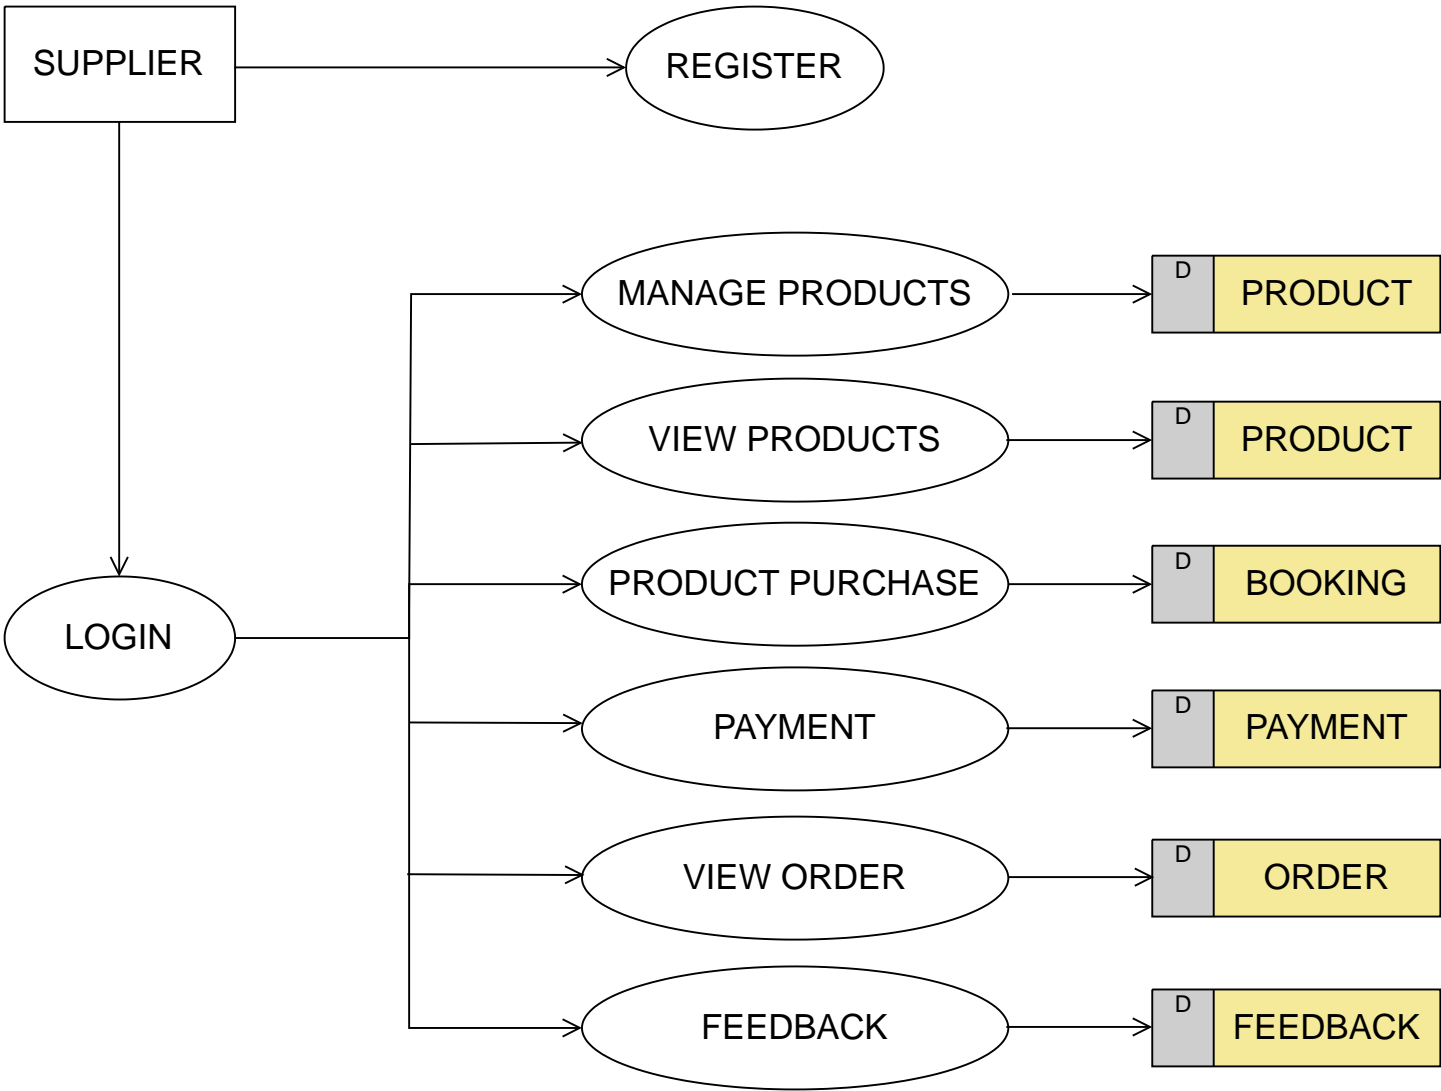 SUPPLIER
REGISTER
MANAGE PRODUCTS
D
PRODUCT
VIEW PRODUCTS
D
PRODUCT
PRODUCT PURCHASE
D
BOOKING
LOGIN
PAYMENT
D
PAYMENT
VIEW ORDER
D
ORDER
FEEDBACK
D
FEEDBACK